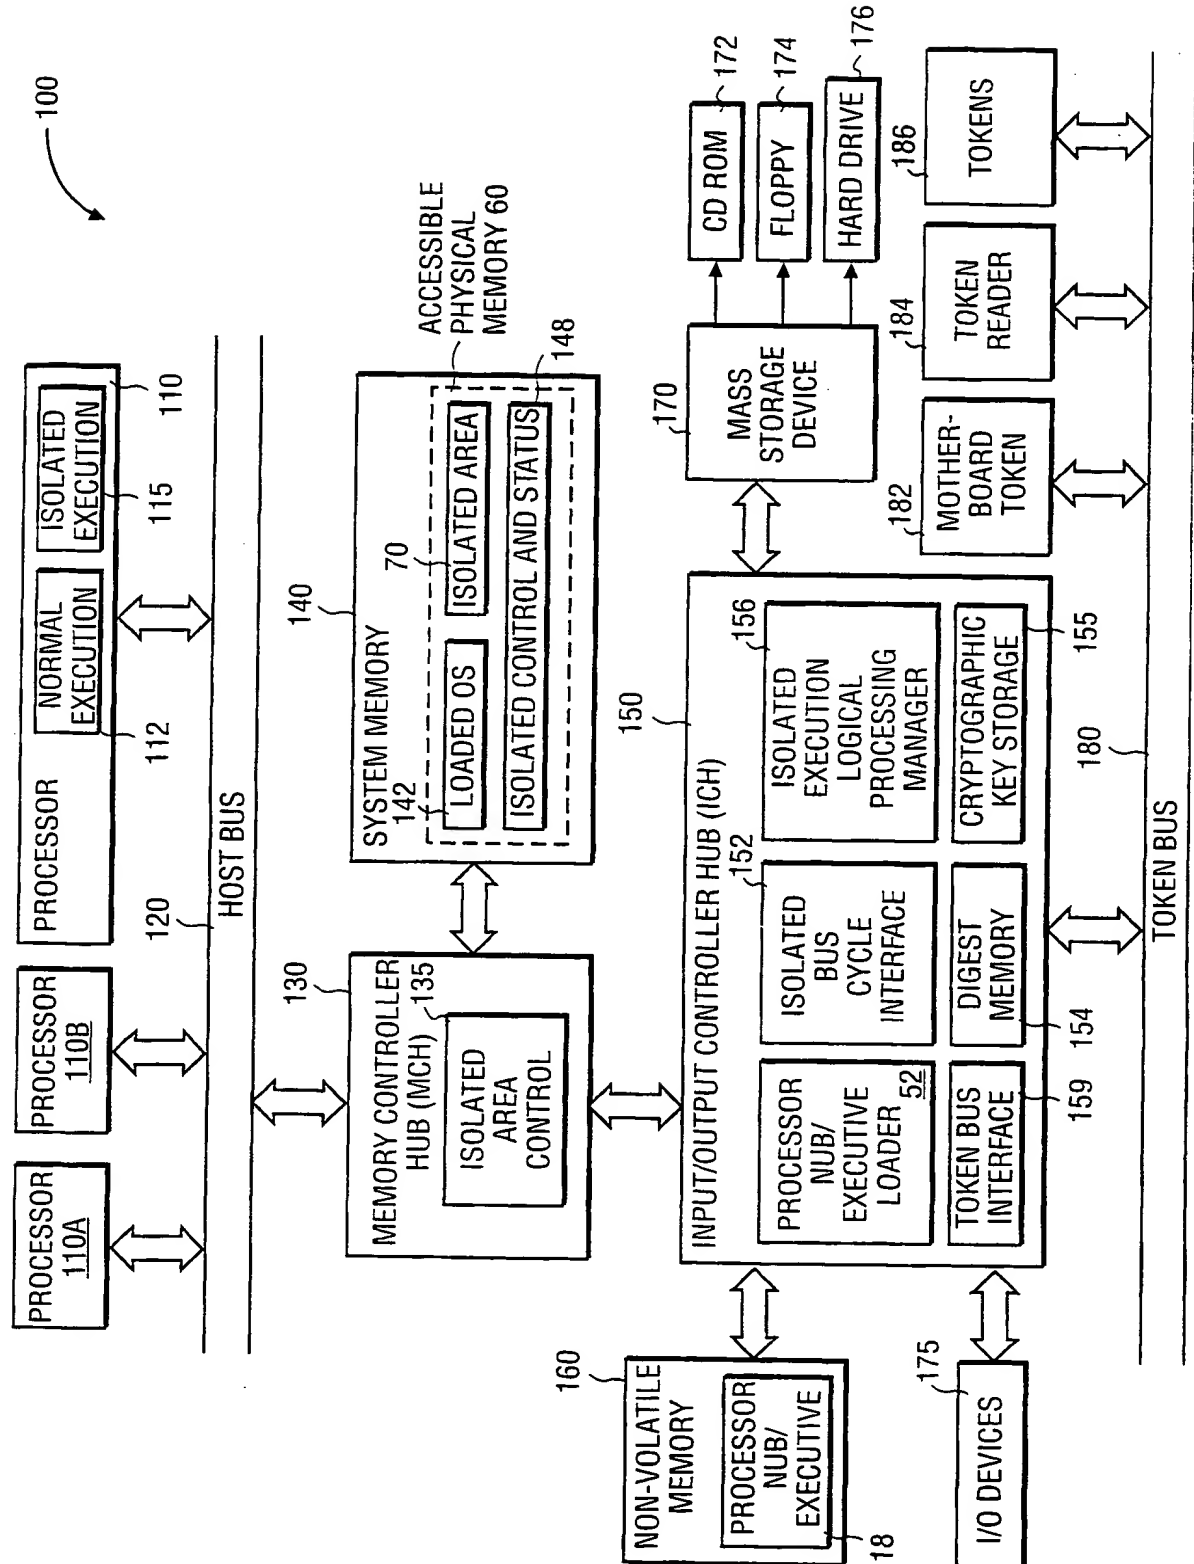 100
PROCESSOR
110A
PROCESSOR
110B
PROCESSOR
NORMAL
EXECUTION
112
ISOLATED
EXECUTION
115
110
120
HOST BUS
130
MEMORY CONTROLLER
HUB (MCH)
135
ISOLATED
AREA
CONTROL
140
SYSTEM MEMORY
142
LOADED OS
70
ISOLATED AREA
ISOLATED CONTROL AND STATUS
148
ACCESSIBLE
PHYSICAL
MEMORY 60
160
NON-VOLATILE
MEMORY
PROCESSOR
NUB/
EXECUTIVE
18
175
I/O DEVICES
150
INPUT/OUTPUT CONTROLLER HUB (ICH)
PROCESSOR
NUB/
EXECUTIVE
LOADER
52
152
ISOLATED
BUS
CYCLE
INTERFACE
156
ISOLATED
EXECUTION
LOGICAL
PROCESSING
MANAGER
TOKEN BUS
INTERFACE
159
DIGEST
MEMORY
154
CRYPTOGRAPHIC
KEY STORAGE
155
170
MASS
STORAGE
DEVICE
CD ROM
172
FLOPPY
174
HARD DRIVE
176
182
MOTHER-
BOARD
TOKEN
184
TOKEN
READER
186
TOKENS
180
TOKEN BUS